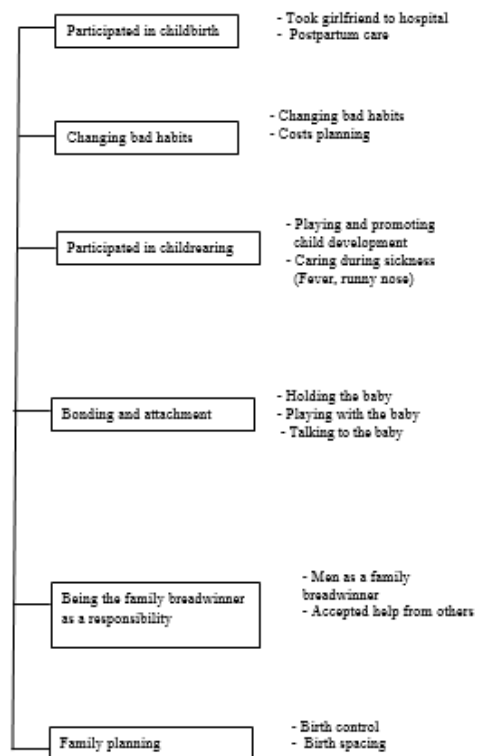 Participated in childbirth
- Took girlfriend to hospital
- Postpartum care
Changing bad habits
- Changing bad habits
- Costs planning
Participated in childrearing
- Playing and promoting
child development
- Caring during sickness
(Fever, runny nose)
Bonding and attachment
- Holding the baby
- Playing with the baby
- Talking to the baby
Being the family breadwinner
as a responsibility
- Men as a family
breadwinner
- Accepted help from others
Family planning
- Birth control
- Birth spacing